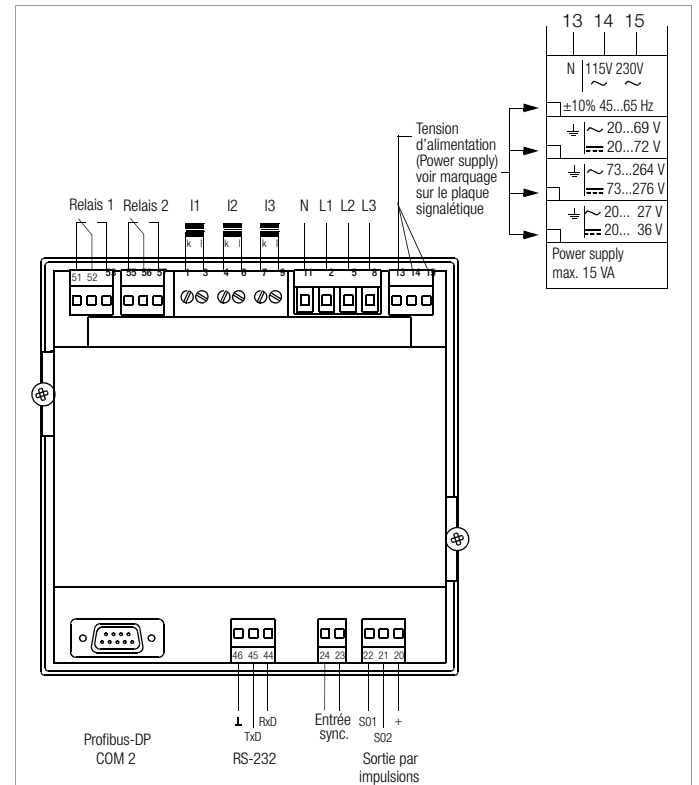 13 14 15
N 115V 230V
∼ ∼
±10% 45...65 Hz
⏚ ∼ 20...69 V
⎓ 20...72 V
⏚ ∼ 73...264 V
⎓ 73...276 V
⏚ ∼ 20... 27 V
⎓ 20... 36 V
Power supply
max. 15 VA
Tension
d'alimentation
(Power supply)
voir marquage
sur le plaque
signalétique
Relais 1 Relais 2 I1 I2 I3 N L1 L2 L3
k l k l k l
51 52 53 55 56 57 1 3 4 6 7 9 11 2 5 8 13 14 15
46 45 44 24 23 22 21 20
⊥ RxD
TxD
RS-232
Entrée
sync.
S01 +
S02
Sortie par
impulsions
Profibus-DP
COM 2